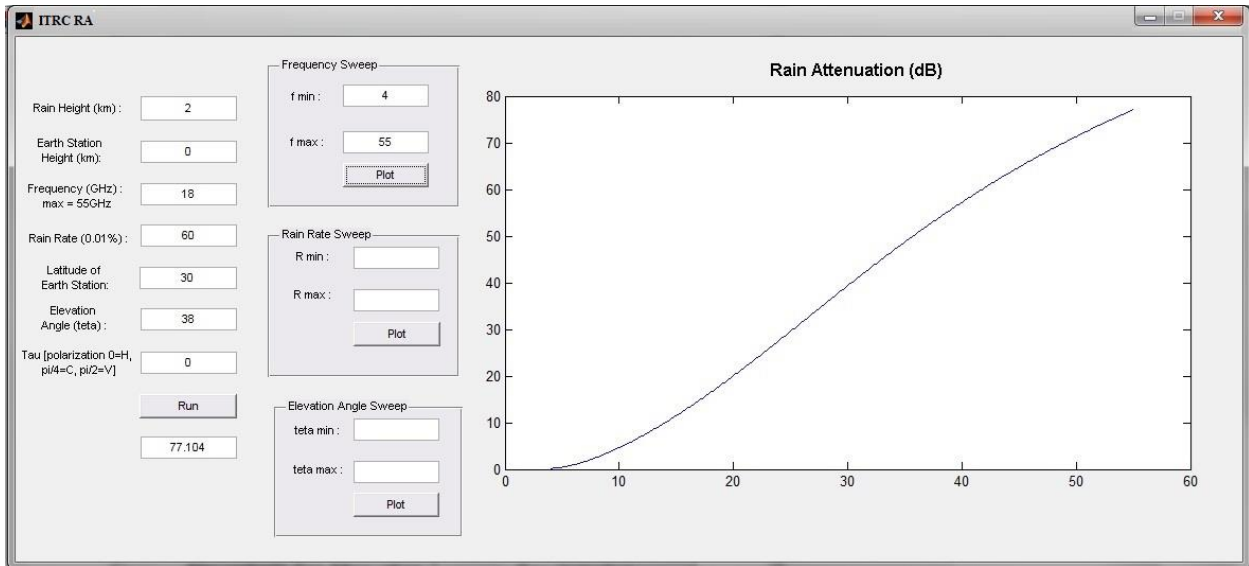 ITRC RA
Rain Height (km) :
2
Earth Station
Height (km):
0
Frequency (GHz) :
max = 55GHz
18
Rain Rate (0.01%) :
60
Latitude of
Earth Station:
30
Elevation
Angle (teta) :
38
Tau [polarization 0=H,
pi/4=C, pi/2=V]
0
Run
77.104
Frequency Sweep
f min :
4
f max :
55
Plot
Rain Rate Sweep
R min :
R max :
Plot
Elevation Angle Sweep
teta min :
teta max :
Plot
Rain Attenuation (dB)
80
70
60
50
40
30
20
10
0
0
10
20
30
40
50
60